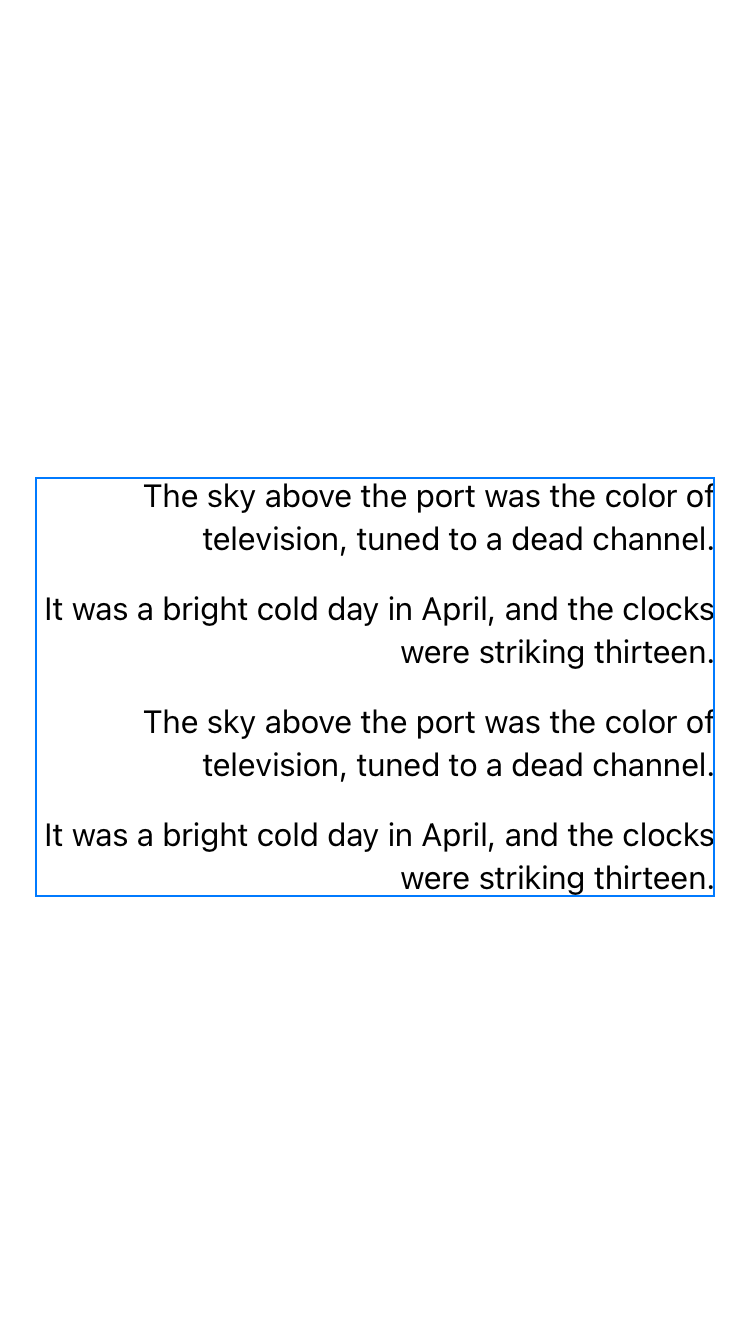 The sky above the port was the color of
television, tuned to a dead channel.
It was a bright cold day in April, and the clocks
were striking thirteen.
The sky above the port was the color of
television, tuned to a dead channel.
It was a bright cold day in April, and the clocks
were striking thirteen.